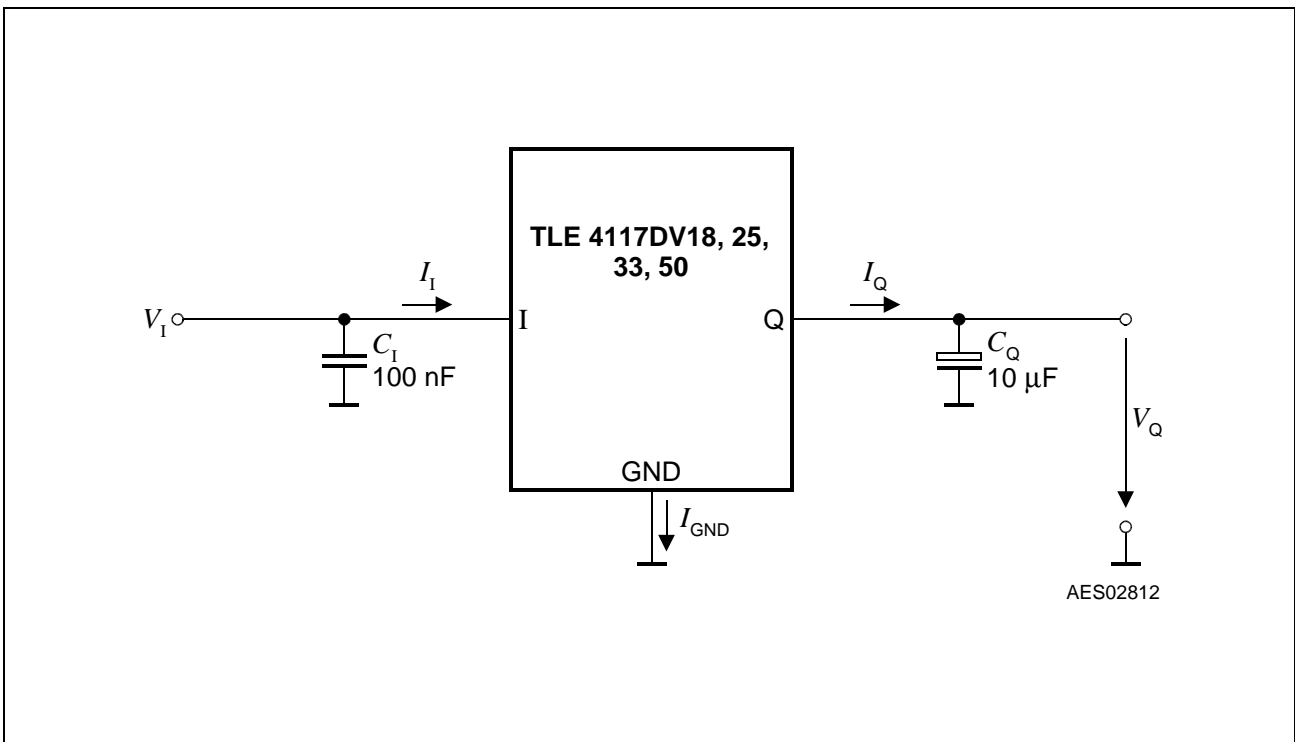 TLE 4117DV18, 25,
33, 50
I_I
I_Q
V_I
I
Q
C_I
100 nF
C_Q
10 µF
V_Q
GND
I_GND
AES02812